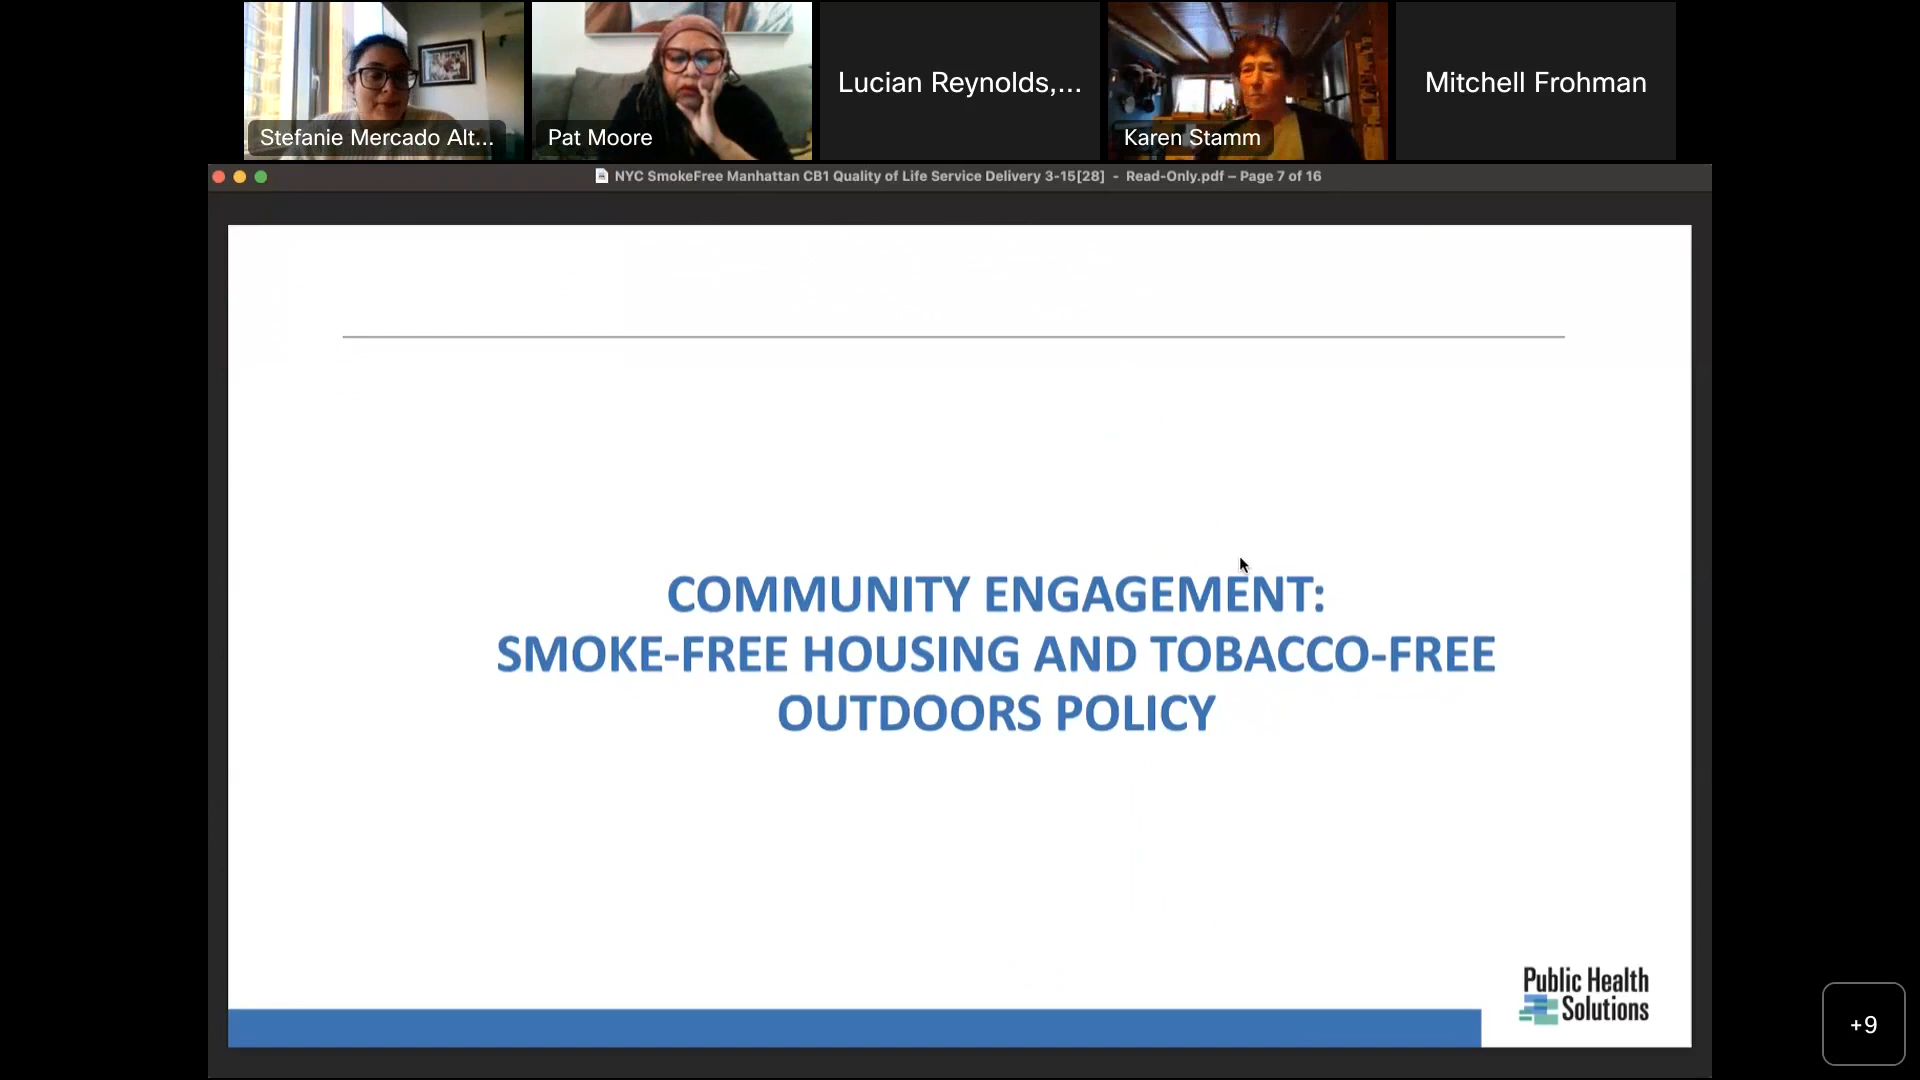 Stefanie Mercado Alt...
Pat Moore
Lucian Reynolds,...
Karen Stamm
Mitchell Frohman
NYC SmokeFree Manhattan CB1 Quality of Life Service Delivery 3-15[28] - Read-Only.pdf – Page 7 of 16
COMMUNITY ENGAGEMENT:
SMOKE-FREE HOUSING AND TOBACCO-FREE
OUTDOORS POLICY
Public Health
Solutions
+9